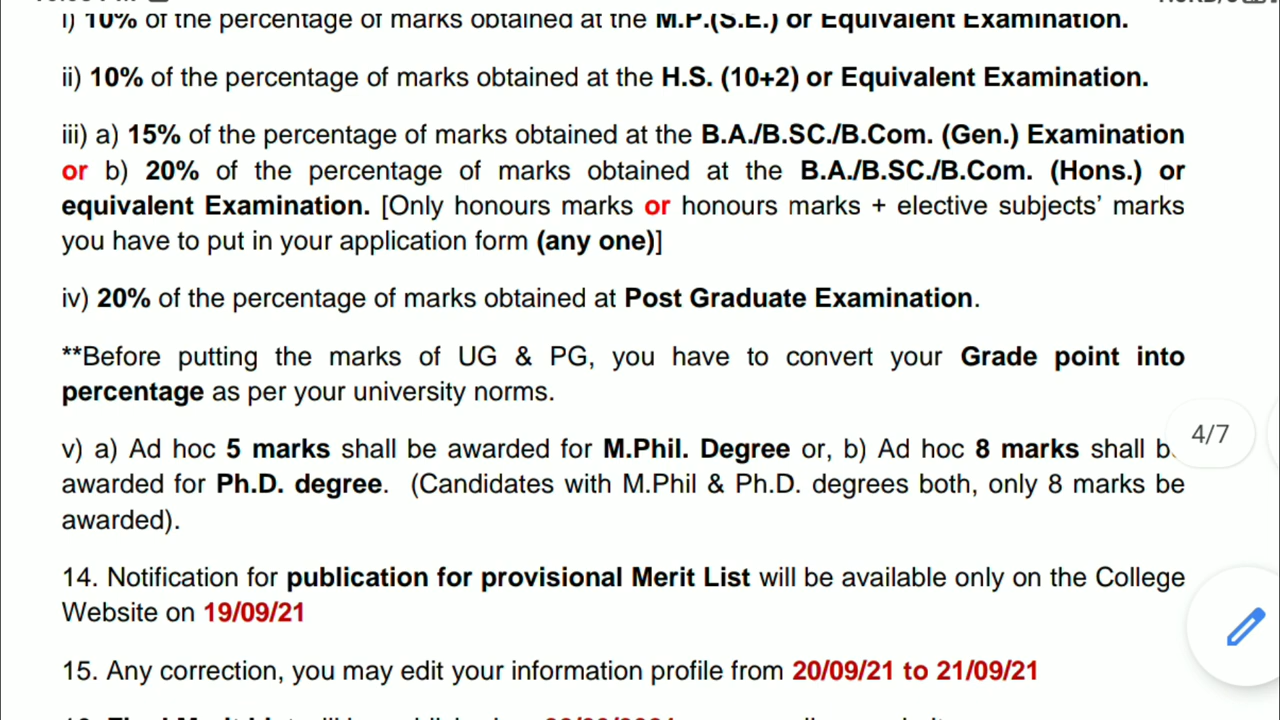 i) 10% of the percentage of marks obtained at the M.P.(S.E.) or Equivalent Examination.
ii) 10% of the percentage of marks obtained at the H.S. (10+2) or Equivalent Examination.
iii) a) 15% of the percentage of marks obtained at the B.A./B.SC./B.Com. (Gen.) Examination
or b) 20% of the percentage of marks obtained at the B.A./B.SC./B.Com. (Hons.) or
equivalent Examination. [Only honours marks or honours marks + elective subjects’ marks
you have to put in your application form (any one)]
iv) 20% of the percentage of marks obtained at Post Graduate Examination.
**Before putting the marks of UG & PG, you have to convert your Grade point into
percentage as per your university norms.
v) a) Ad hoc 5 marks shall be awarded for M.Phil. Degree or, b) Ad hoc 8 marks shall b
4/7
awarded for Ph.D. degree. (Candidates with M.Phil & Ph.D. degrees both, only 8 marks be
awarded).
14. Notification for publication for provisional Merit List will be available only on the College
Website on 19/09/21
15. Any correction, you may edit your information profile from 20/09/21 to 21/09/21